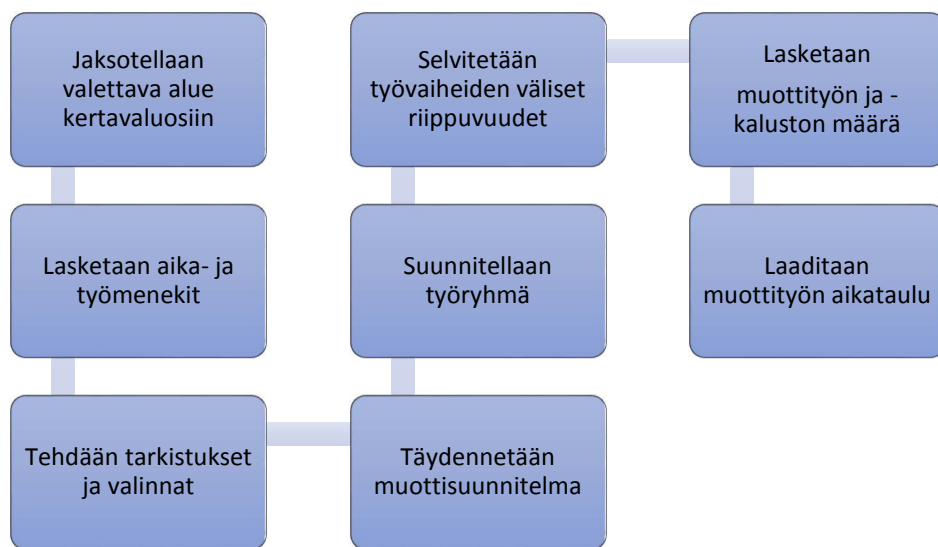 Jaksotellaan
valettava alue
kertavaluosiin
Lasketaan aika- ja
työmenekit
Tehdään tarkistukset
ja valinnat
Täydennetään
muottisuunnitelma
Suunnitellaan
työryhmä
Selvitetään
työvaiheiden väliset
riippuvuudet
Lasketaan
muottityön ja -
kaluston määrä
Laaditaan
muottityön aikataulu